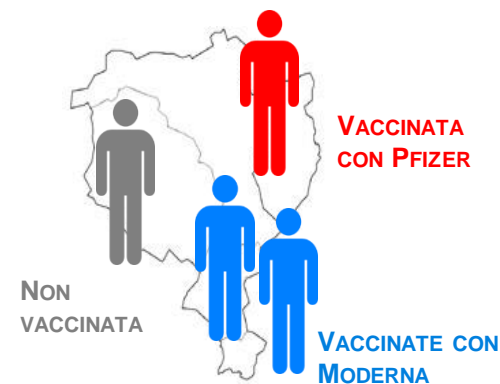 VACCINATA
CON PFIZER
NON
VACCINATA
VACCINATE CON
MODERNA